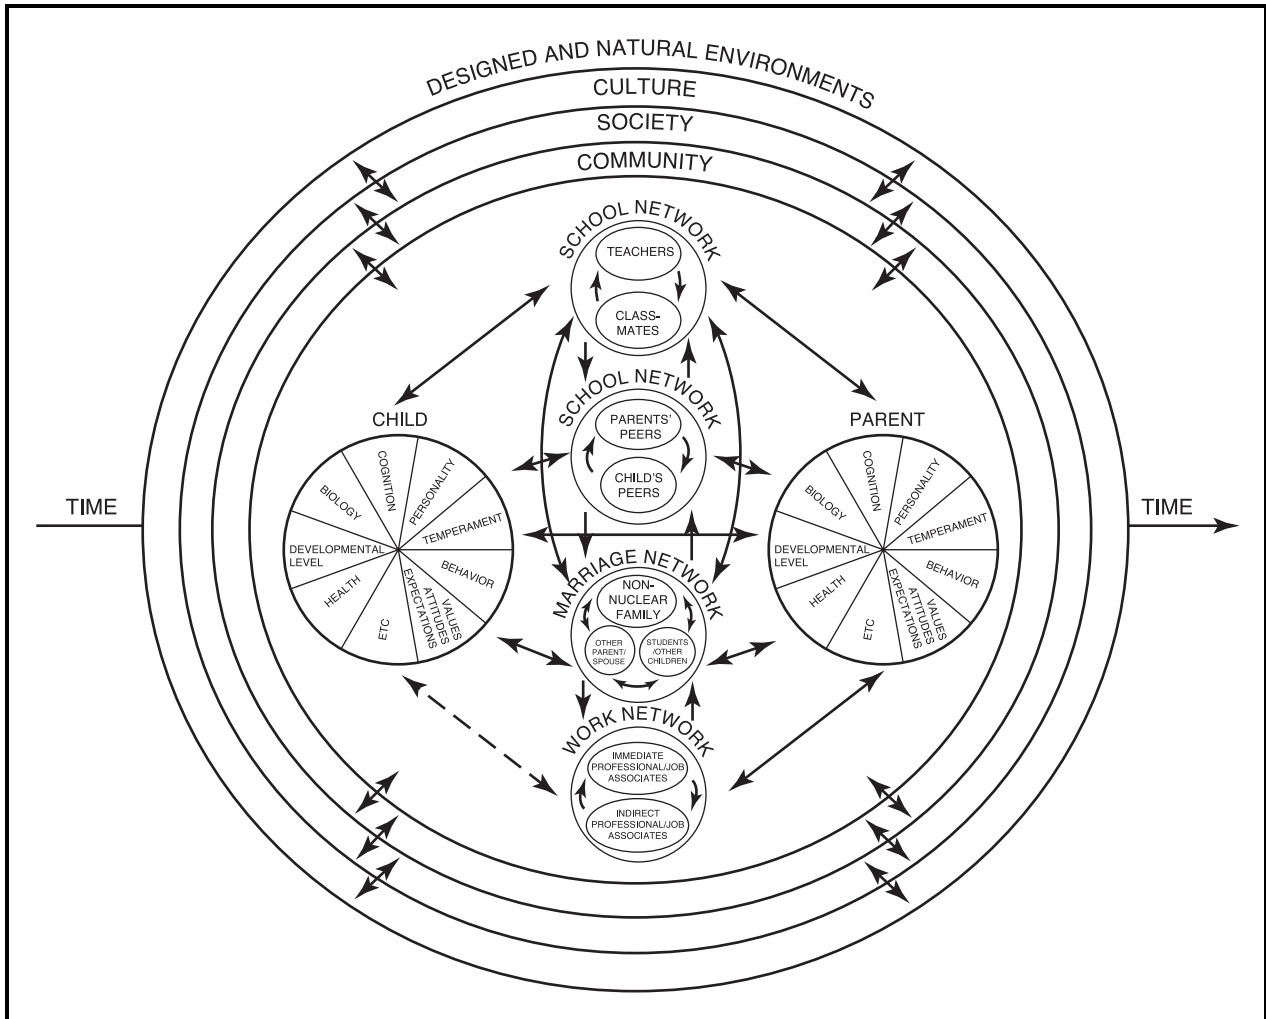 DESIGNED AND NATURAL ENVIRONMENTS
CULTURE
SOCIETY
COMMUNITY
SCHOOL NETWORK
TEACHERS
CLASS-
MATES
SCHOOL NETWORK
PARENTS'
PEERS
CHILD'S
PEERS
CHILD
COGNITION
PERSONALITY
BIOLOGY
TEMPERAMENT
DEVELOPMENTAL
LEVEL
BEHAVIOR
HEALTH
VALUES
ATTITUDES
EXPECTATIONS
ETC
PARENT
COGNITION
PERSONALITY
BIOLOGY
TEMPERAMENT
DEVELOPMENTAL
LEVEL
BEHAVIOR
HEALTH
VALUES
ATTITUDES
EXPECTATIONS
ETC
TIME
TIME
MARRIAGE NETWORK
NON-
NUCLEAR
FAMILY
OTHER
PARENT/
SPOUSE
STUDENTS
/OTHER
CHILDREN
WORK NETWORK
IMMEDIATE
PROFESSIONAL/JOB
ASSOCIATES
INDIRECT
PROFESSIONAL/JOB
ASSOCIATES